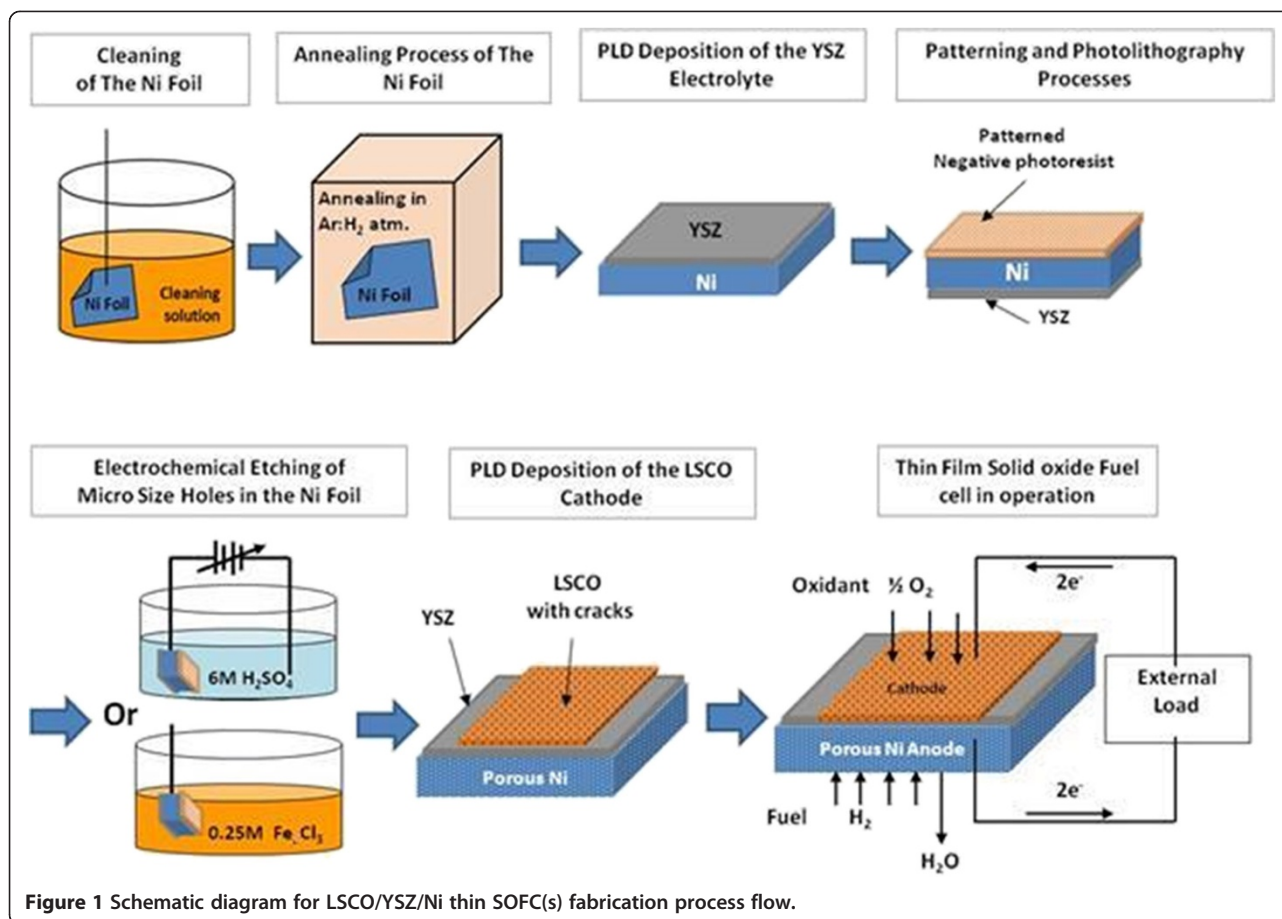 Cleaning
of The Ni Foil
Annealing Process of The
Ni Foil
PLD Deposition of the YSZ
Electrolyte
Patterning and Photolithography
Processes
Ni Foil
Cleaning
solution
Annealing in
Ar:H₂ atm.
Ni Foil
YSZ
Ni
Patterned
Negative photoresist
Ni
YSZ
Electrochemical Etching of
Micro Size Holes in the Ni Foil
PLD Deposition of the LSCO
Cathode
Thin Film Solid oxide Fuel
cell in operation
6M H₂SO₄
Or
0.25M Fe. Cl₃
YSZ
LSCO
with cracks
Porous Ni
Oxidant ½ O₂
2e⁻
Cathode
External
Load
Porous Ni Anode
Fuel H₂
2e⁻
H₂O
Figure 1 Schematic diagram for LSCO/YSZ/Ni thin SOFC(s) fabrication process flow.